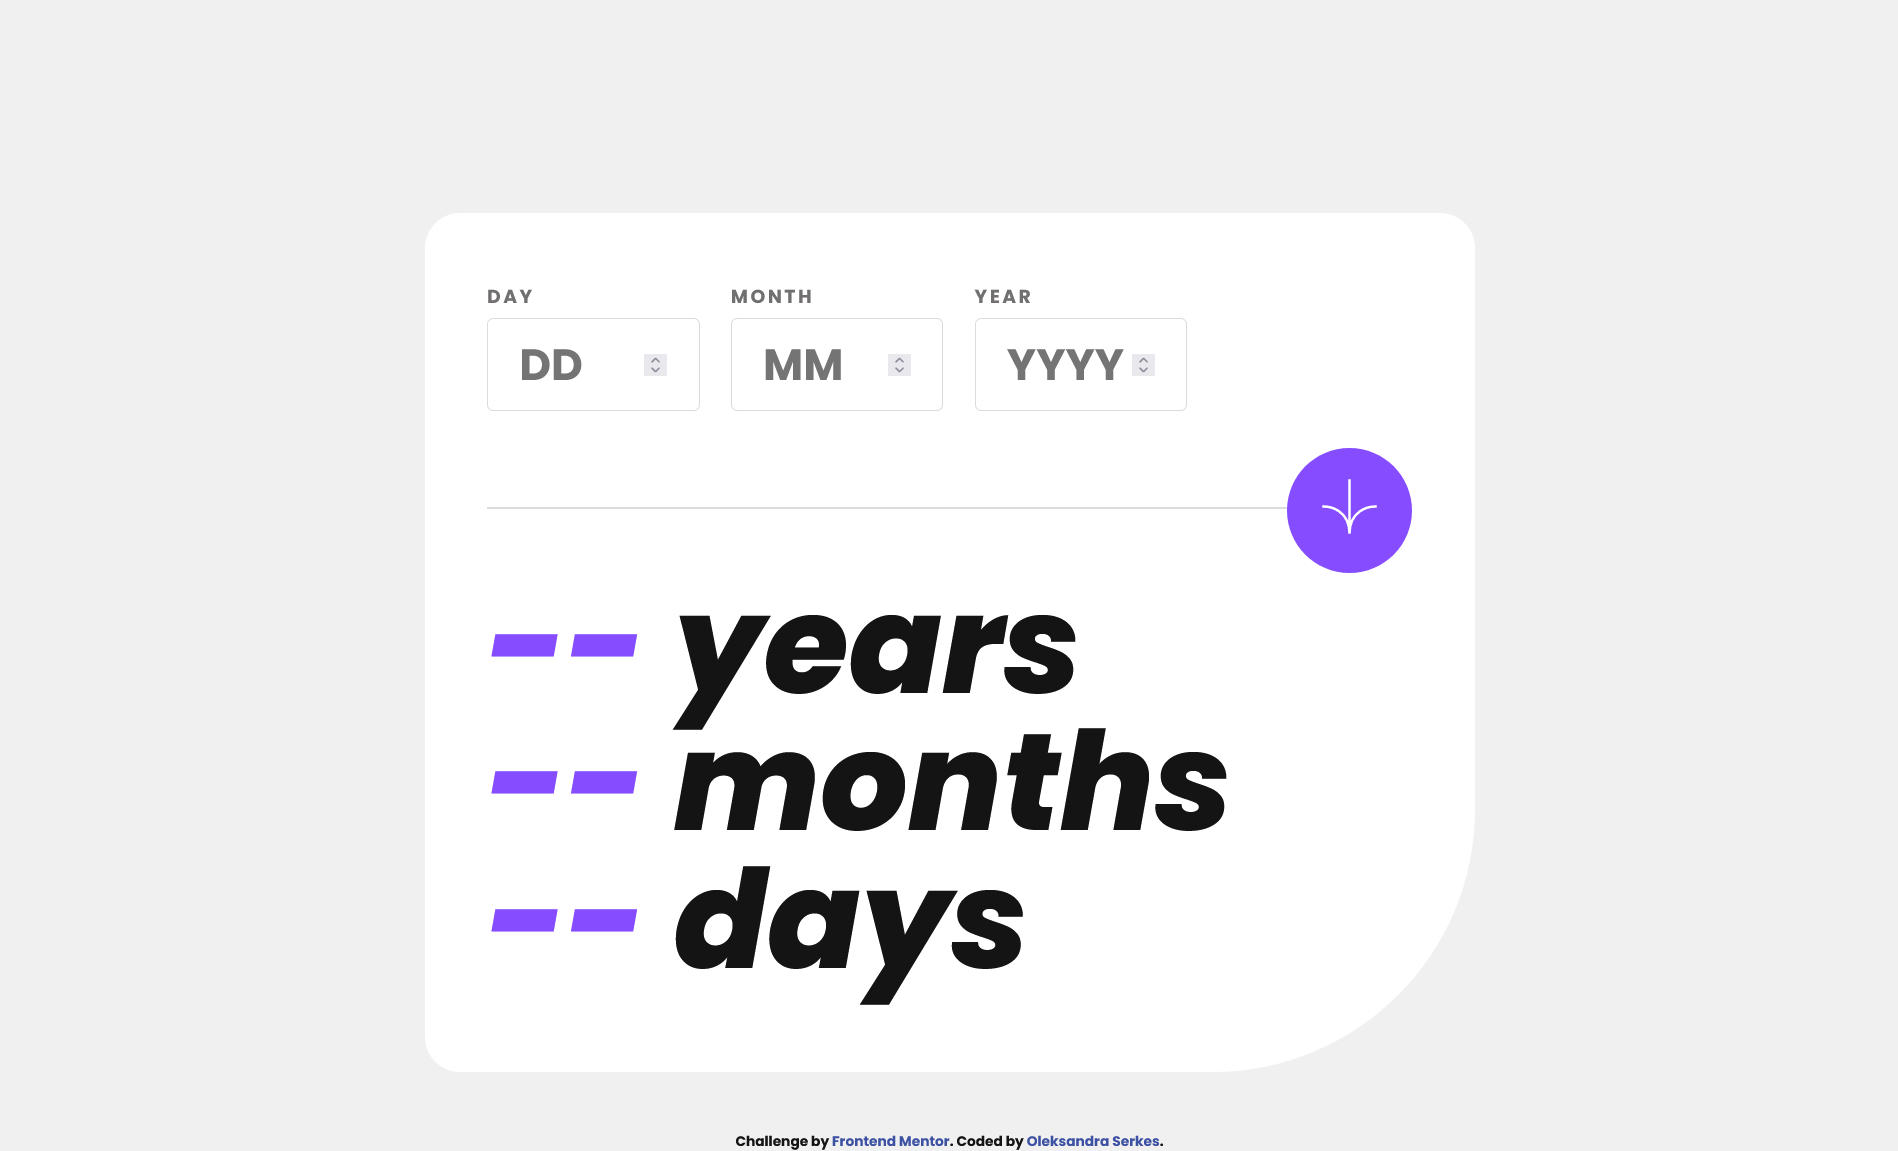 DAY MONTH YEAR
DD MM YYYY
-- years
-- months
-- days
Challenge by Frontend Mentor. Coded by Oleksandra Serkes.